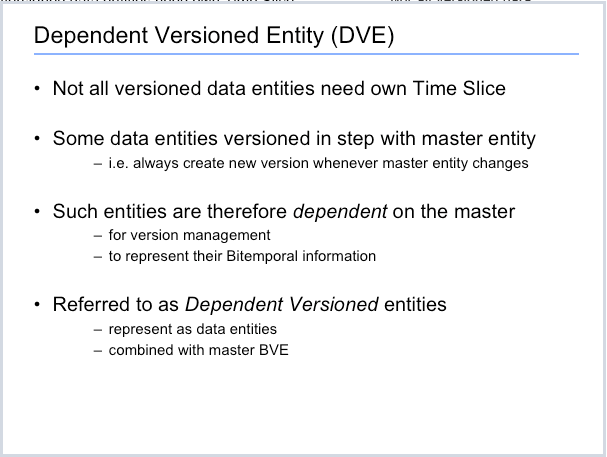 Dependent Versioned Entity (DVE)
• Not all versioned data entities need own Time Slice
• Some data entities versioned in step with master entity
– i.e. always create new version whenever master entity changes
• Such entities are therefore dependent on the master
– for version management
– to represent their Bitemporal information
• Referred to as Dependent Versioned entities
– represent as data entities
– combined with master BVE